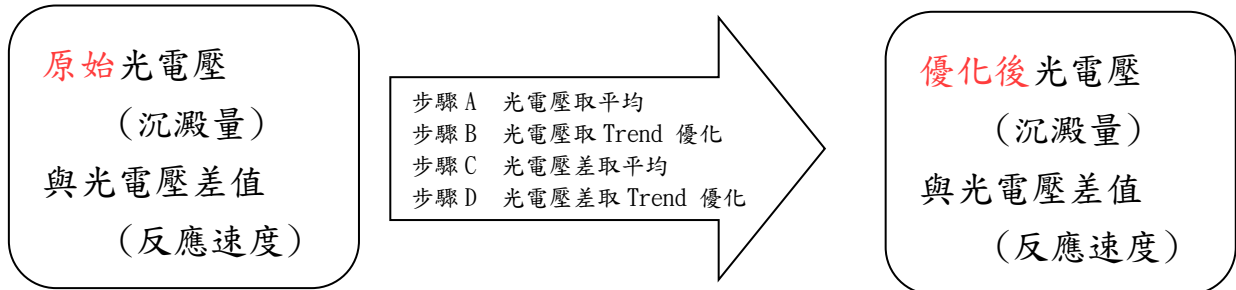 原始光電壓
（沉澱量）
與光電壓差值
（反應速度）
步驟A 光電壓取平均
步驟B 光電壓取 Trend 優化
步驟C 光電壓差取平均
步驟D 光電壓差取 Trend 優化
優化後光電壓
（沉澱量）
與光電壓差值
（反應速度）